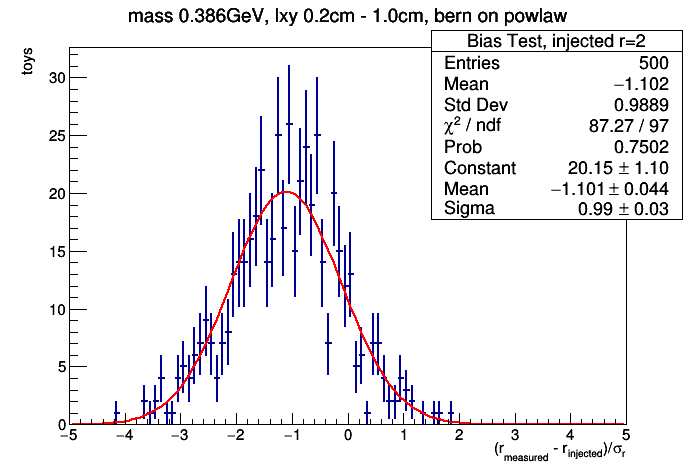 mass 0.386GeV, lxy 0.2cm - 1.0cm, bern on powlaw
toys
Bias Test, injected r=2
Entries 500
Mean −1.102
Std Dev 0.9889
χ² / ndf 87.27 / 97
Prob 0.7502
Constant 20.15 ± 1.10
Mean −1.101 ± 0.044
Sigma 0.99 ± 0.03
30
25
20
15
10
5
0
−5 −4 −3 −2 −1 0 1 2 3 4 5
(r_measured - r_injected)/σ_r